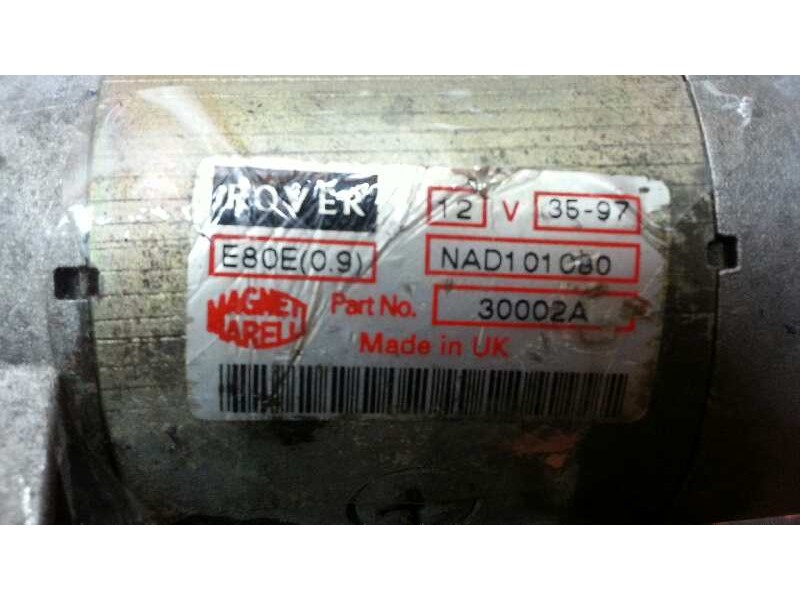 ROVER 12 V 35-97
E80E(0.9) NAD101080
MAGNETI MARELLI
Part No. 30002A
Made in UK